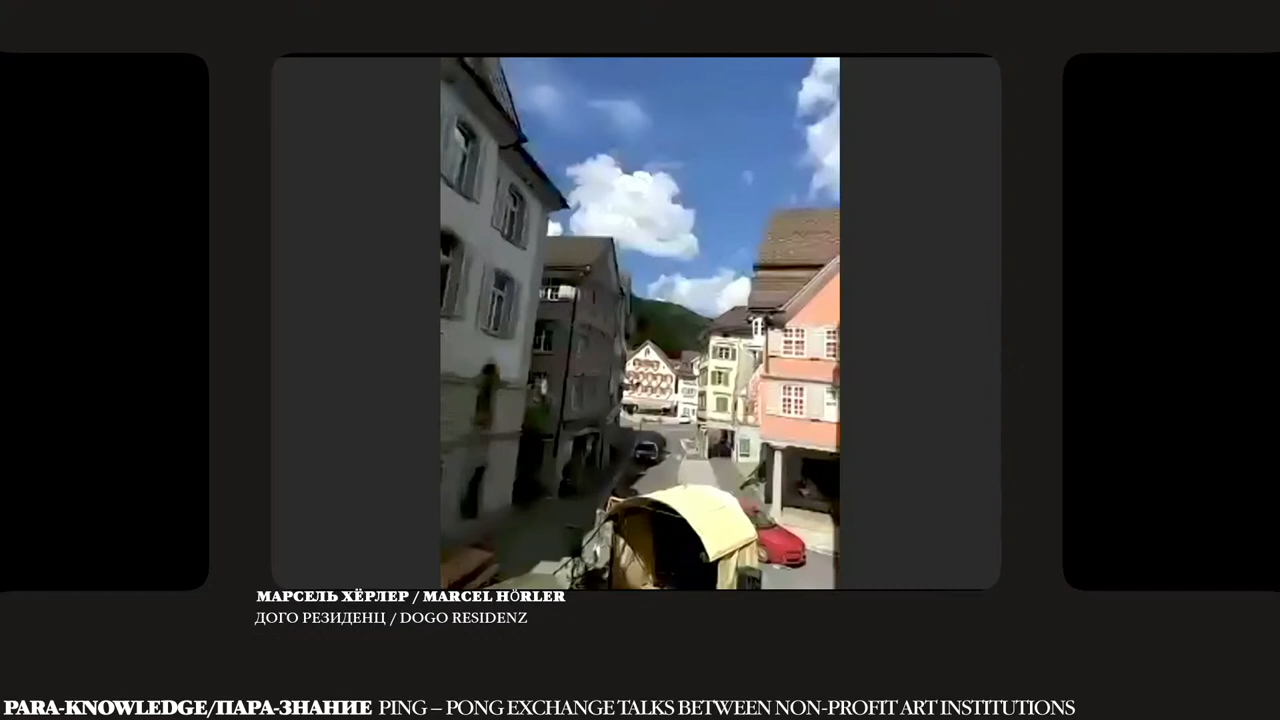 МАРСЕЛЬ ХЁРЛЕР / MARCEL HÖRLER
ДОГО РЕЗИДЕНЦ / DOGO RESIDENZ
PARA-KNOWLEDGE/ПАРА-ЗНАНИЕ PING – PONG EXCHANGE TALKS BETWEEN NON-PROFIT ART INSTITUTIONS